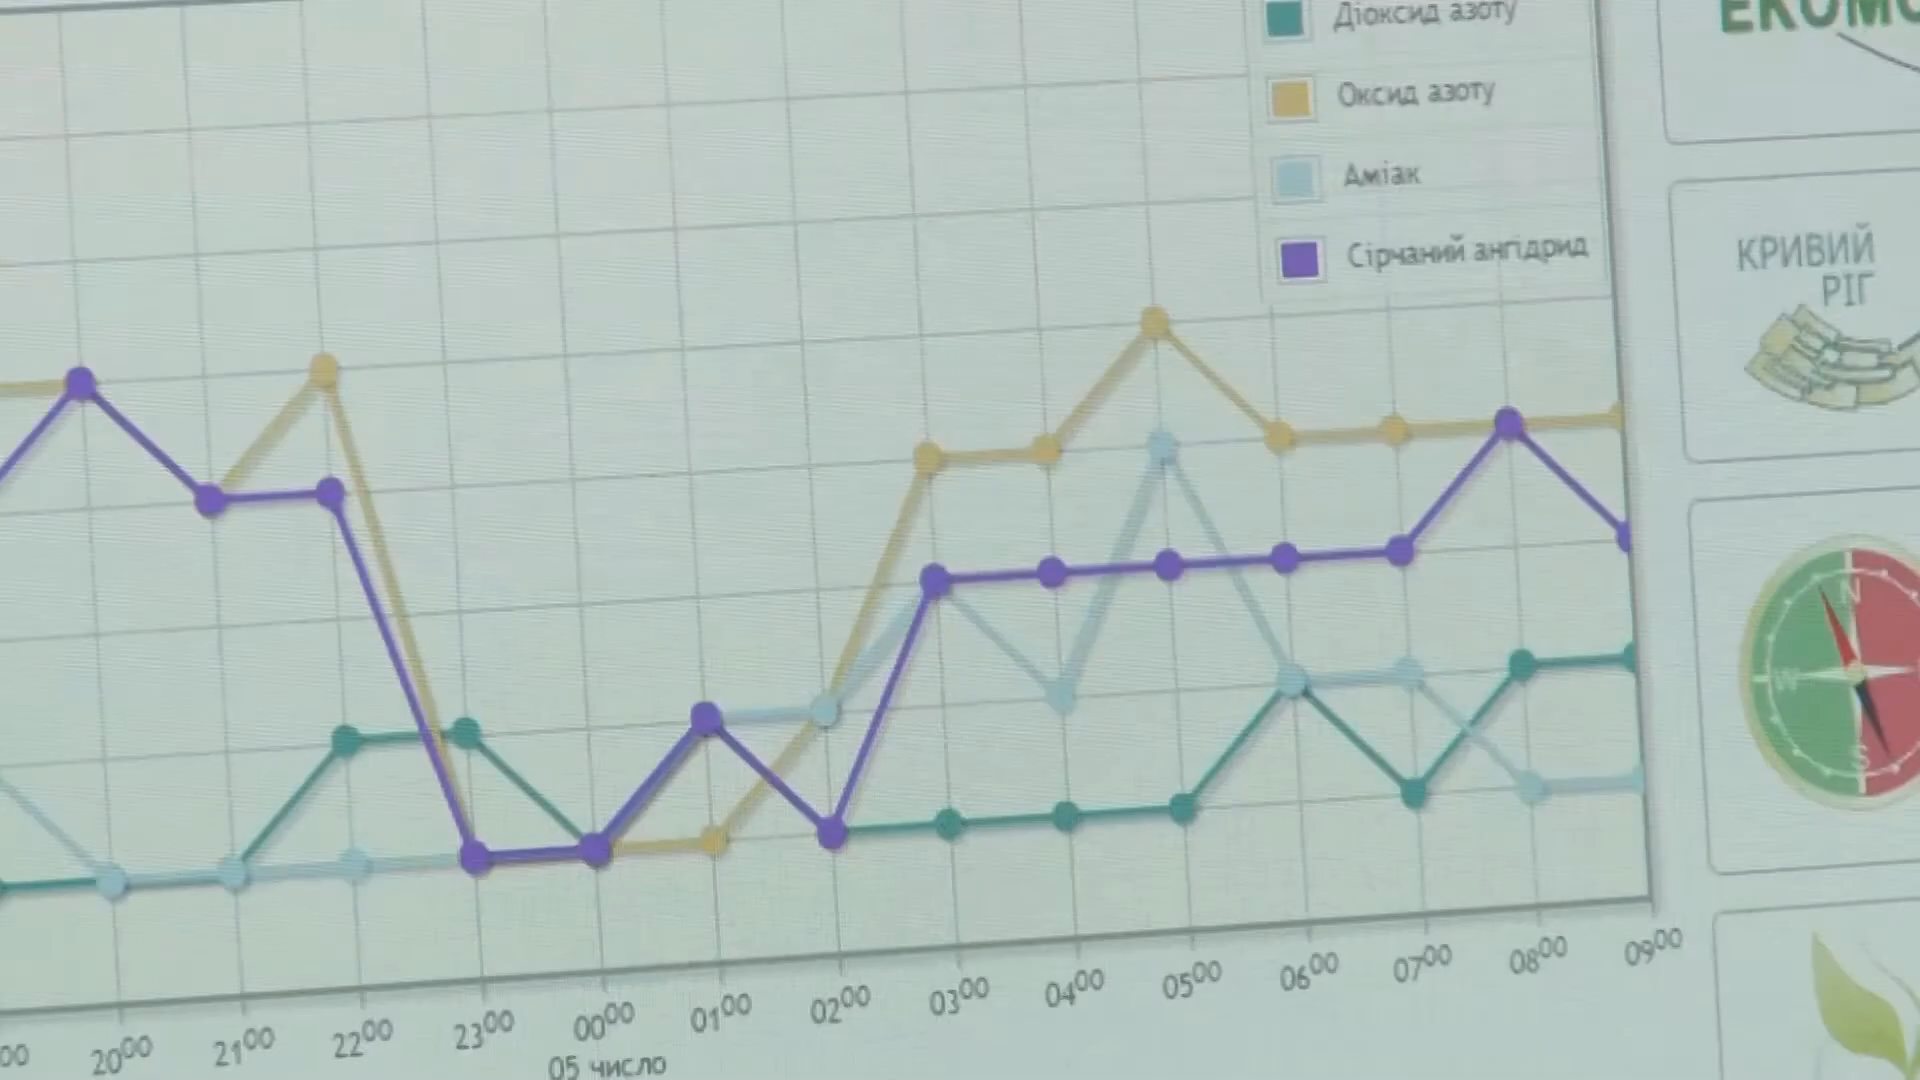 Діоксид азоту
Оксид азоту
Аміак
Сірчаний ангідрид
КРИВИЙ
РІГ
N
W
S
00
20⁰⁰
21⁰⁰
22⁰⁰
23⁰⁰
00⁰⁰
05 число
01⁰⁰
02⁰⁰
03⁰⁰
04⁰⁰
05⁰⁰
06⁰⁰
07⁰⁰
08⁰⁰
09⁰⁰